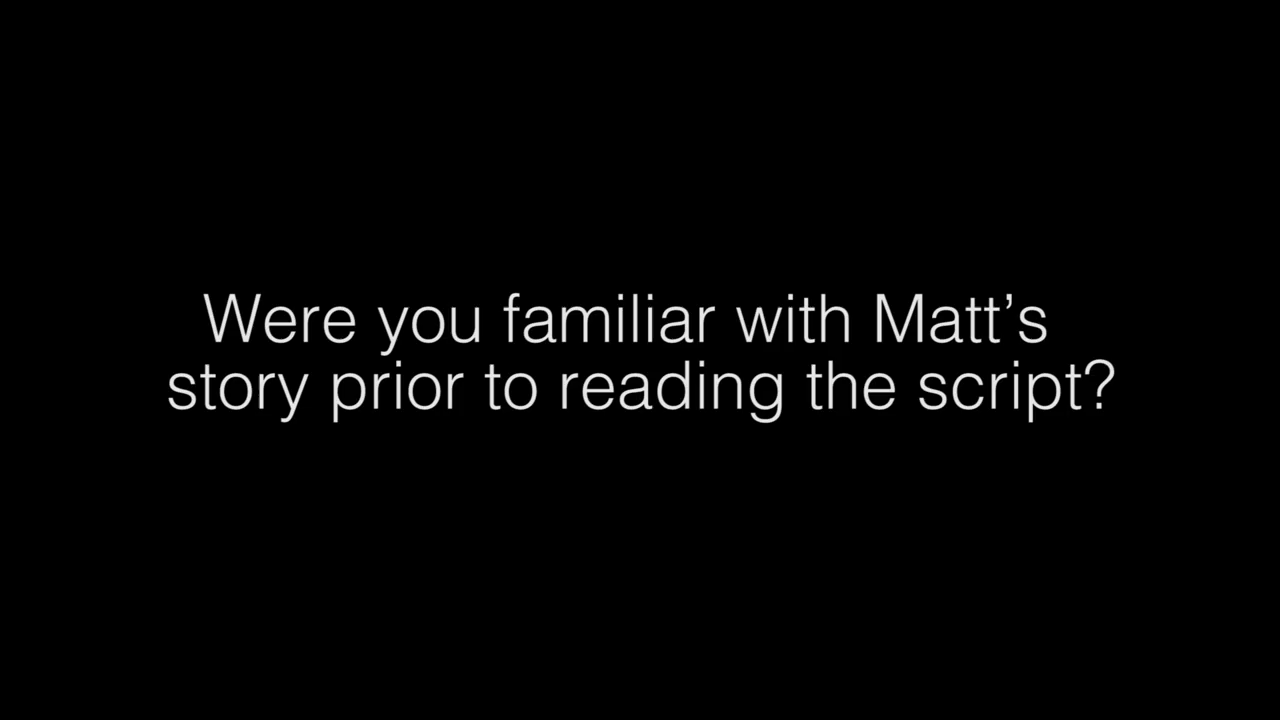 Were you familiar with Matt’s
story prior to reading the script?